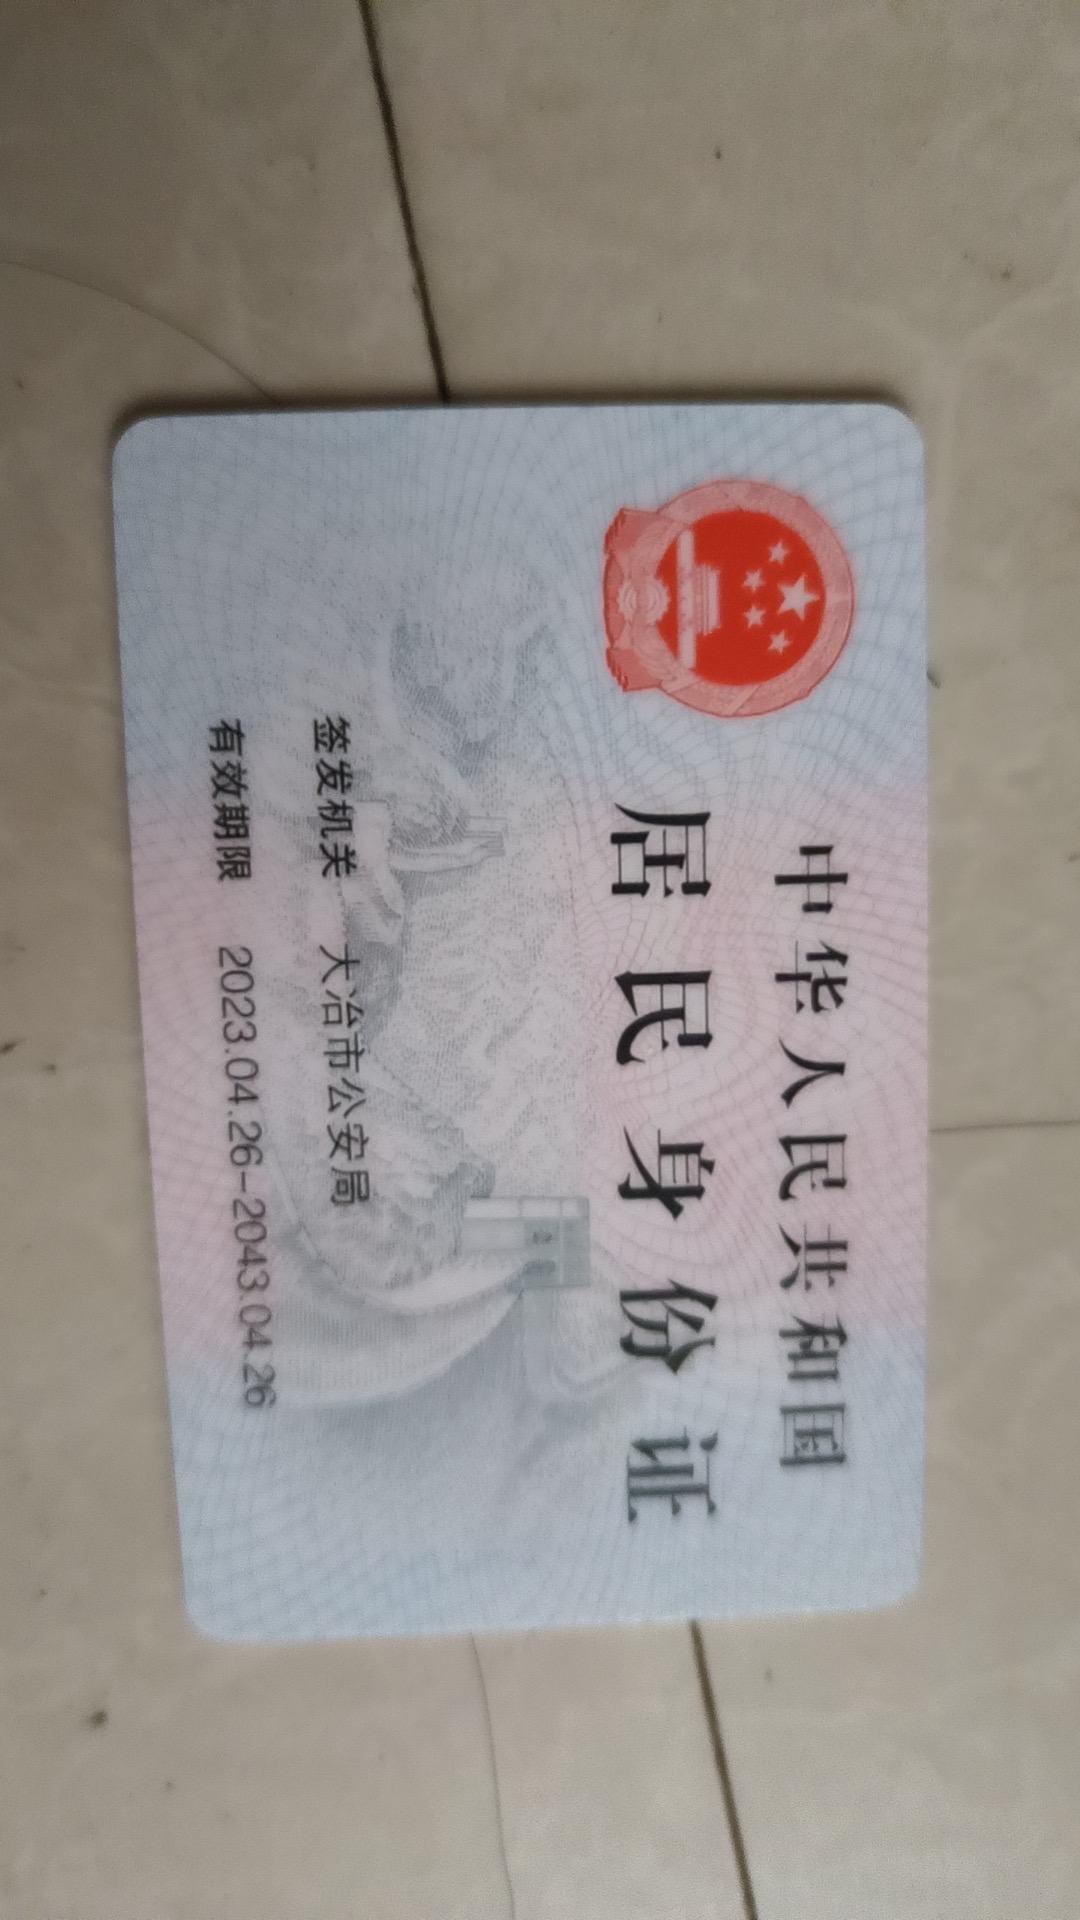 中华人民共和国
居民身份证
签发机关 大冶市公安局
有效期限 2023.04.26-2043.04.26